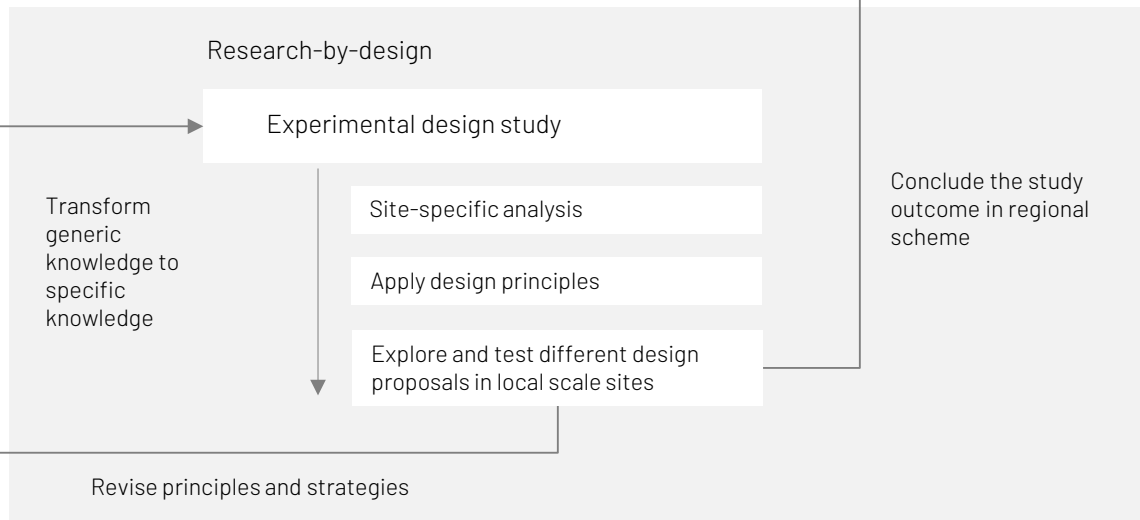 Research-by-design
Experimental design study
Transform
generic
knowledge to
specific
knowledge
Site-specific analysis
Apply design principles
Explore and test different design
proposals in local scale sites
Conclude the study
outcome in regional
scheme
Revise principles and strategies